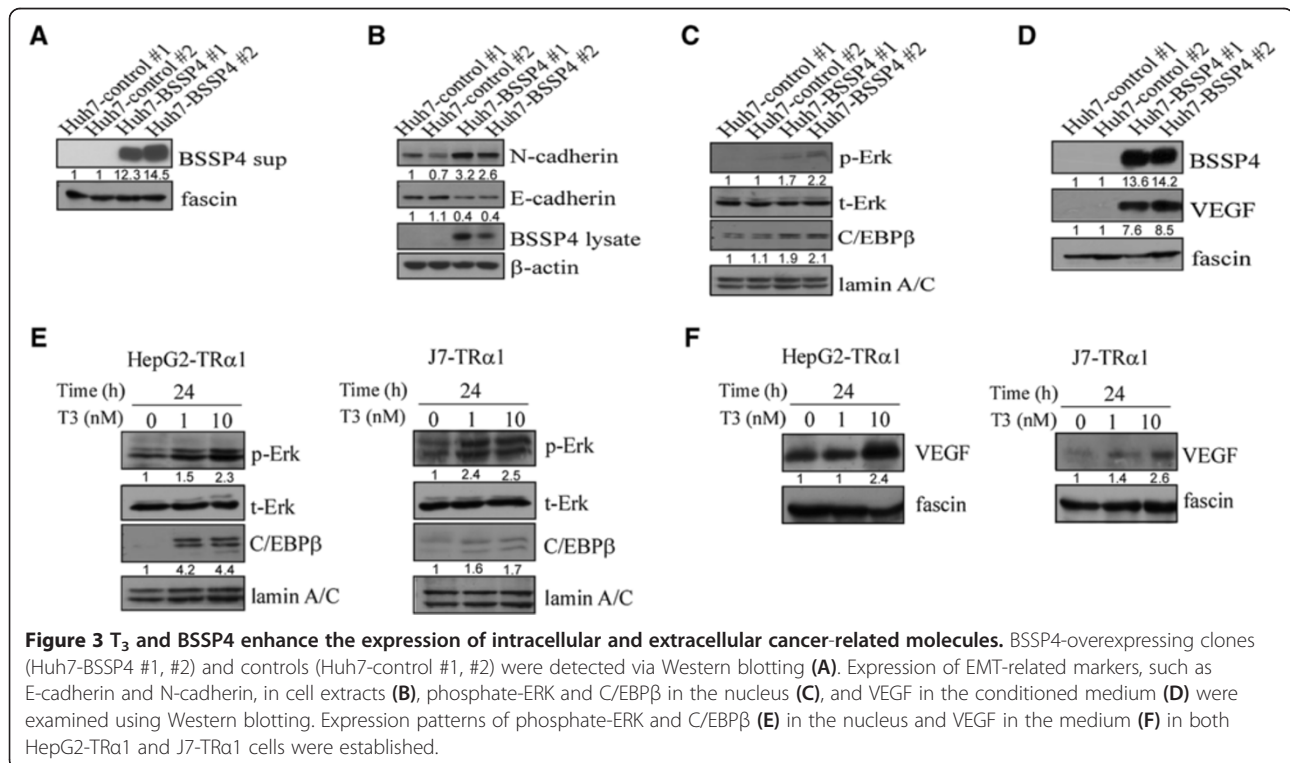 A
Huh7-control #1
Huh7-control #2
Huh7-BSSP4 #1
Huh7-BSSP4 #2
BSSP4 sup
1 1 12.3 14.5
fascin
B
Huh7-control #1
Huh7-control #2
Huh7-BSSP4 #1
Huh7-BSSP4 #2
N-cadherin
1 0.7 3.2 2.6
E-cadherin
1 1.1 0.4 0.4
BSSP4 lysate
β-actin
C
Huh7-control #1
Huh7-control #2
Huh7-BSSP4 #1
Huh7-BSSP4 #2
p-Erk
1 1 1.7 2.2
t-Erk
C/EBPβ
1 1.1 1.9 2.1
lamin A/C
D
Huh7-control #1
Huh7-control #2
Huh7-BSSP4 #1
Huh7-BSSP4 #2
BSSP4
1 1 13.6 14.2
VEGF
1 1 7.6 8.5
fascin
E
HepG2-TRα1
Time (h) 24
T3 (nM) 0 1 10
p-Erk
1 1.5 2.3
t-Erk
C/EBPβ
1 4.2 4.4
lamin A/C
J7-TRα1
Time (h) 24
T3 (nM) 0 1 10
p-Erk
1 2.4 2.5
t-Erk
C/EBPβ
1 1.6 1.7
lamin A/C
F
HepG2-TRα1
Time (h) 24
T3 (nM) 0 1 10
VEGF
1 1 2.4
fascin
J7-TRα1
Time (h) 24
T3 (nM) 0 1 10
VEGF
1 1.4 2.6
fascin
Figure 3 T₃ and BSSP4 enhance the expression of intracellular and extracellular cancer-related molecules. BSSP4-overexpressing clones
(Huh7-BSSP4 #1, #2) and controls (Huh7-control #1, #2) were detected via Western blotting (A). Expression of EMT-related markers, such as
E-cadherin and N-cadherin, in cell extracts (B), phosphate-ERK and C/EBPβ in the nucleus (C), and VEGF in the conditioned medium (D) were
examined using Western blotting. Expression patterns of phosphate-ERK and C/EBPβ (E) in the nucleus and VEGF in the medium (F) in both
HepG2-TRα1 and J7-TRα1 cells were established.